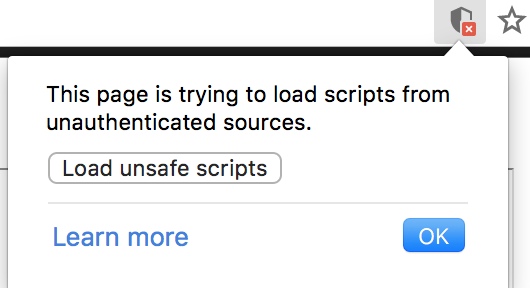 This page is trying to load scripts from
unauthenticated sources.
Load unsafe scripts
Learn more
OK